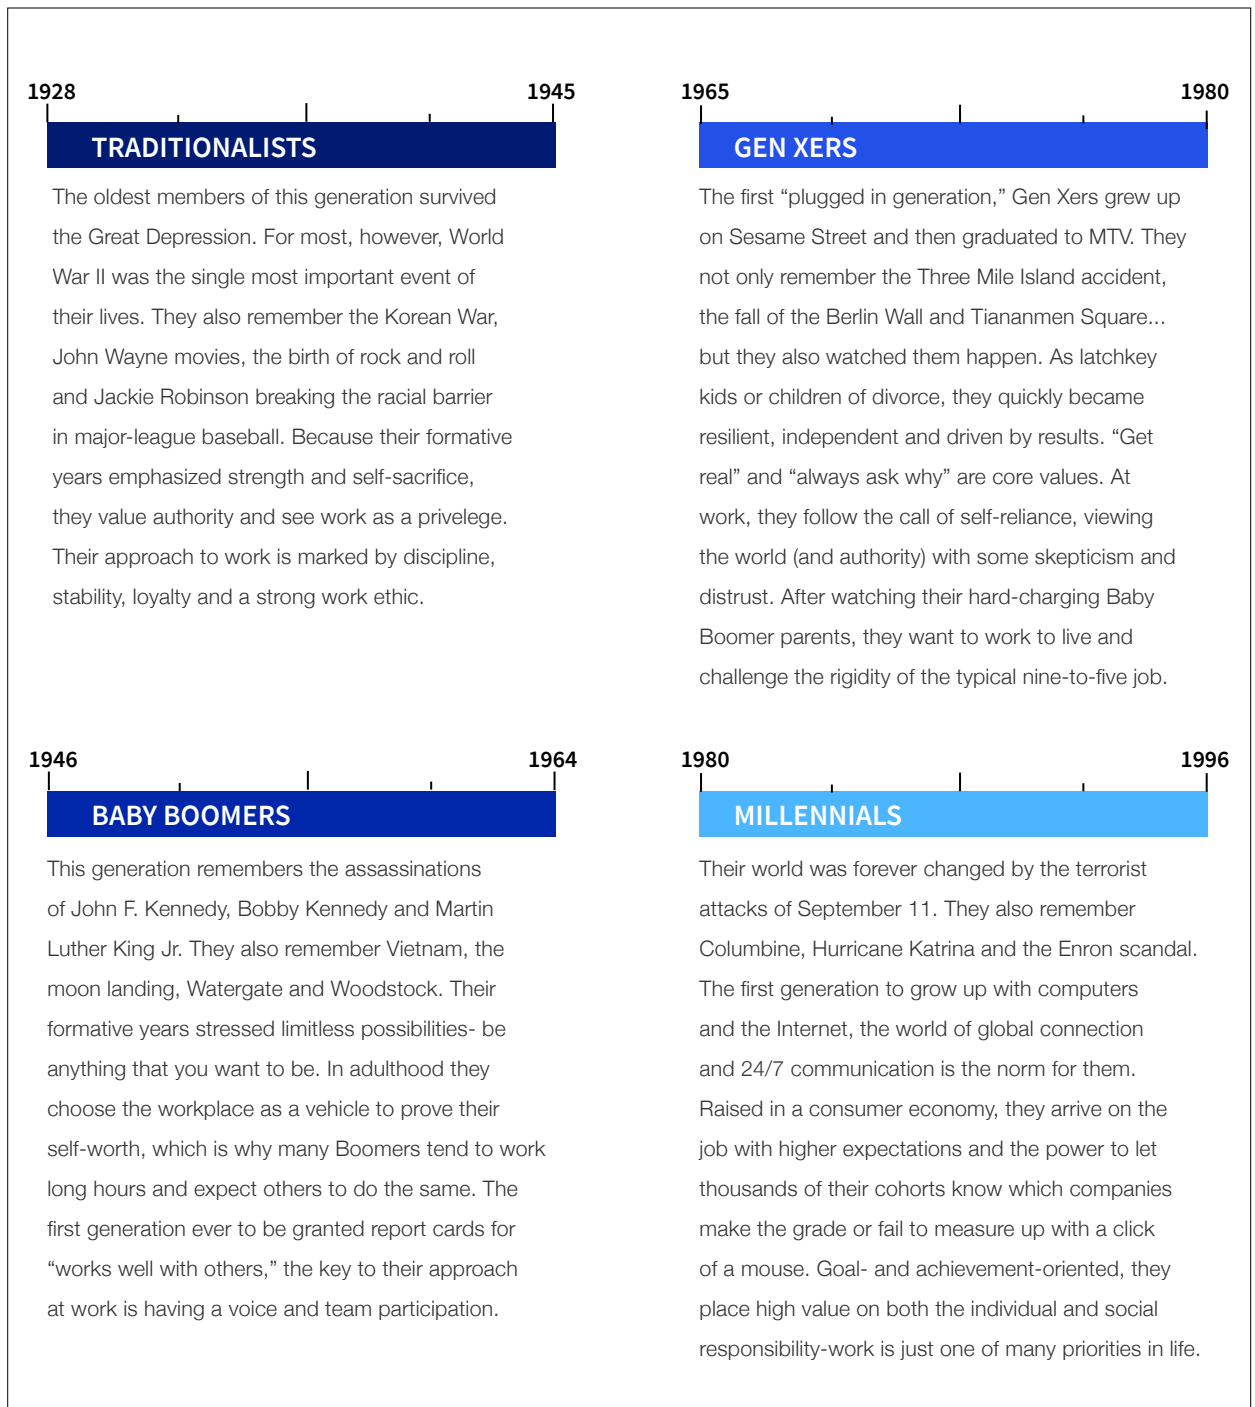 1928 1945
TRADITIONALISTS
The oldest members of this generation survived
the Great Depression. For most, however, World
War II was the single most important event of
their lives. They also remember the Korean War,
John Wayne movies, the birth of rock and roll
and Jackie Robinson breaking the racial barrier
in major-league baseball. Because their formative
years emphasized strength and self-sacrifice,
they value authority and see work as a privelege.
Their approach to work is marked by discipline,
stability, loyalty and a strong work ethic.
1946 1964
BABY BOOMERS
This generation remembers the assassinations
of John F. Kennedy, Bobby Kennedy and Martin
Luther King Jr. They also remember Vietnam, the
moon landing, Watergate and Woodstock. Their
formative years stressed limitless possibilities- be
anything that you want to be. In adulthood they
choose the workplace as a vehicle to prove their
self-worth, which is why many Boomers tend to work
long hours and expect others to do the same. The
first generation ever to be granted report cards for
“works well with others,” the key to their approach
at work is having a voice and team participation.
1965 1980
GEN XERS
The first “plugged in generation,” Gen Xers grew up
on Sesame Street and then graduated to MTV. They
not only remember the Three Mile Island accident,
the fall of the Berlin Wall and Tiananmen Square...
but they also watched them happen. As latchkey
kids or children of divorce, they quickly became
resilient, independent and driven by results. “Get
real” and “always ask why” are core values. At
work, they follow the call of self-reliance, viewing
the world (and authority) with some skepticism and
distrust. After watching their hard-charging Baby
Boomer parents, they want to work to live and
challenge the rigidity of the typical nine-to-five job.
1980 1996
MILLENNIALS
Their world was forever changed by the terrorist
attacks of September 11. They also remember
Columbine, Hurricane Katrina and the Enron scandal.
The first generation to grow up with computers
and the Internet, the world of global connection
and 24/7 communication is the norm for them.
Raised in a consumer economy, they arrive on the
job with higher expectations and the power to let
thousands of their cohorts know which companies
make the grade or fail to measure up with a click
of a mouse. Goal- and achievement-oriented, they
place high value on both the individual and social
responsibility-work is just one of many priorities in life.